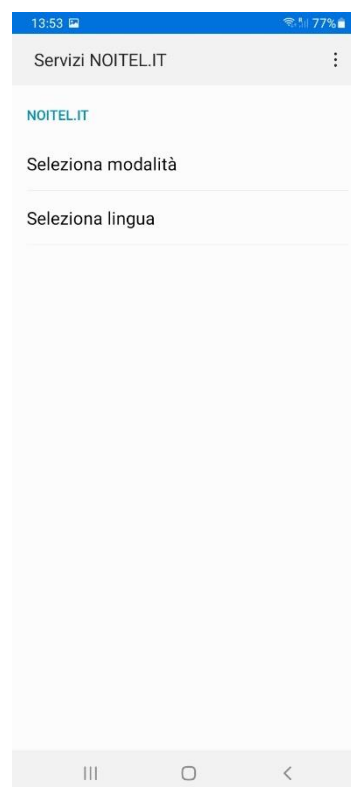 13:53 77%
Servizi NOITEL.IT
NOITEL.IT
Seleziona modalità
Seleziona lingua